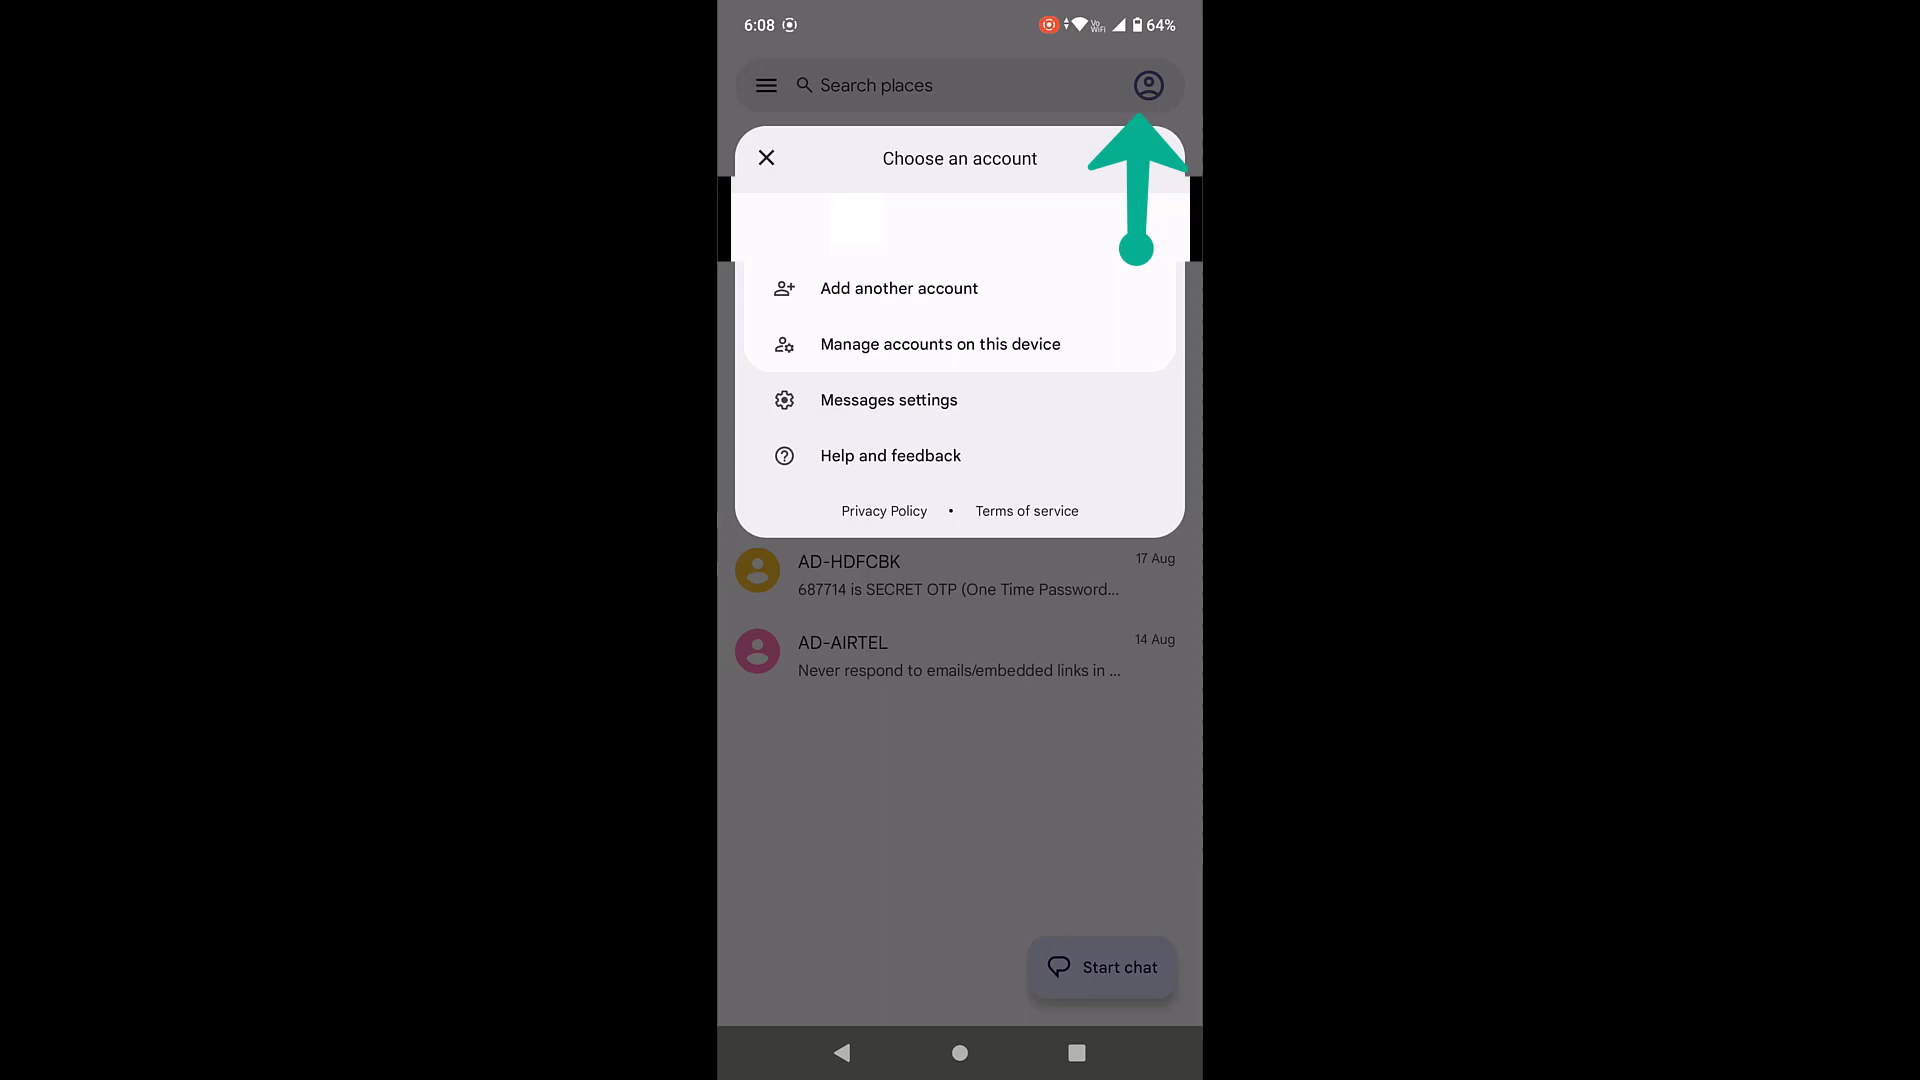 6:08 Vo WiFi 64%
Search places
Choose an account
Add another account
Manage accounts on this device
Messages settings
Help and feedback
Privacy Policy • Terms of service
AD-HDFCBK 17 Aug
687714 is SECRET OTP (One Time Password...
AD-AIRTEL 14 Aug
Never respond to emails/embedded links in ...
Start chat